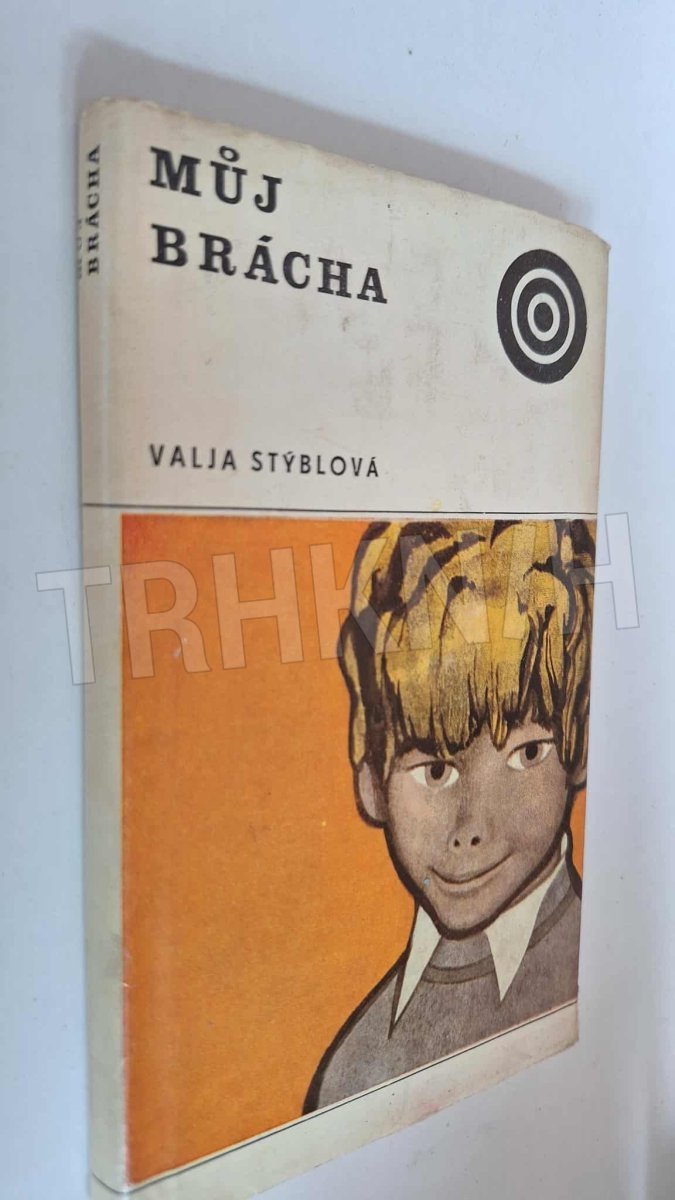 MŮJ
BRÁCHA
VALJA STÝBLOVÁ
MŮJ BRÁCHA
TRHKNIH